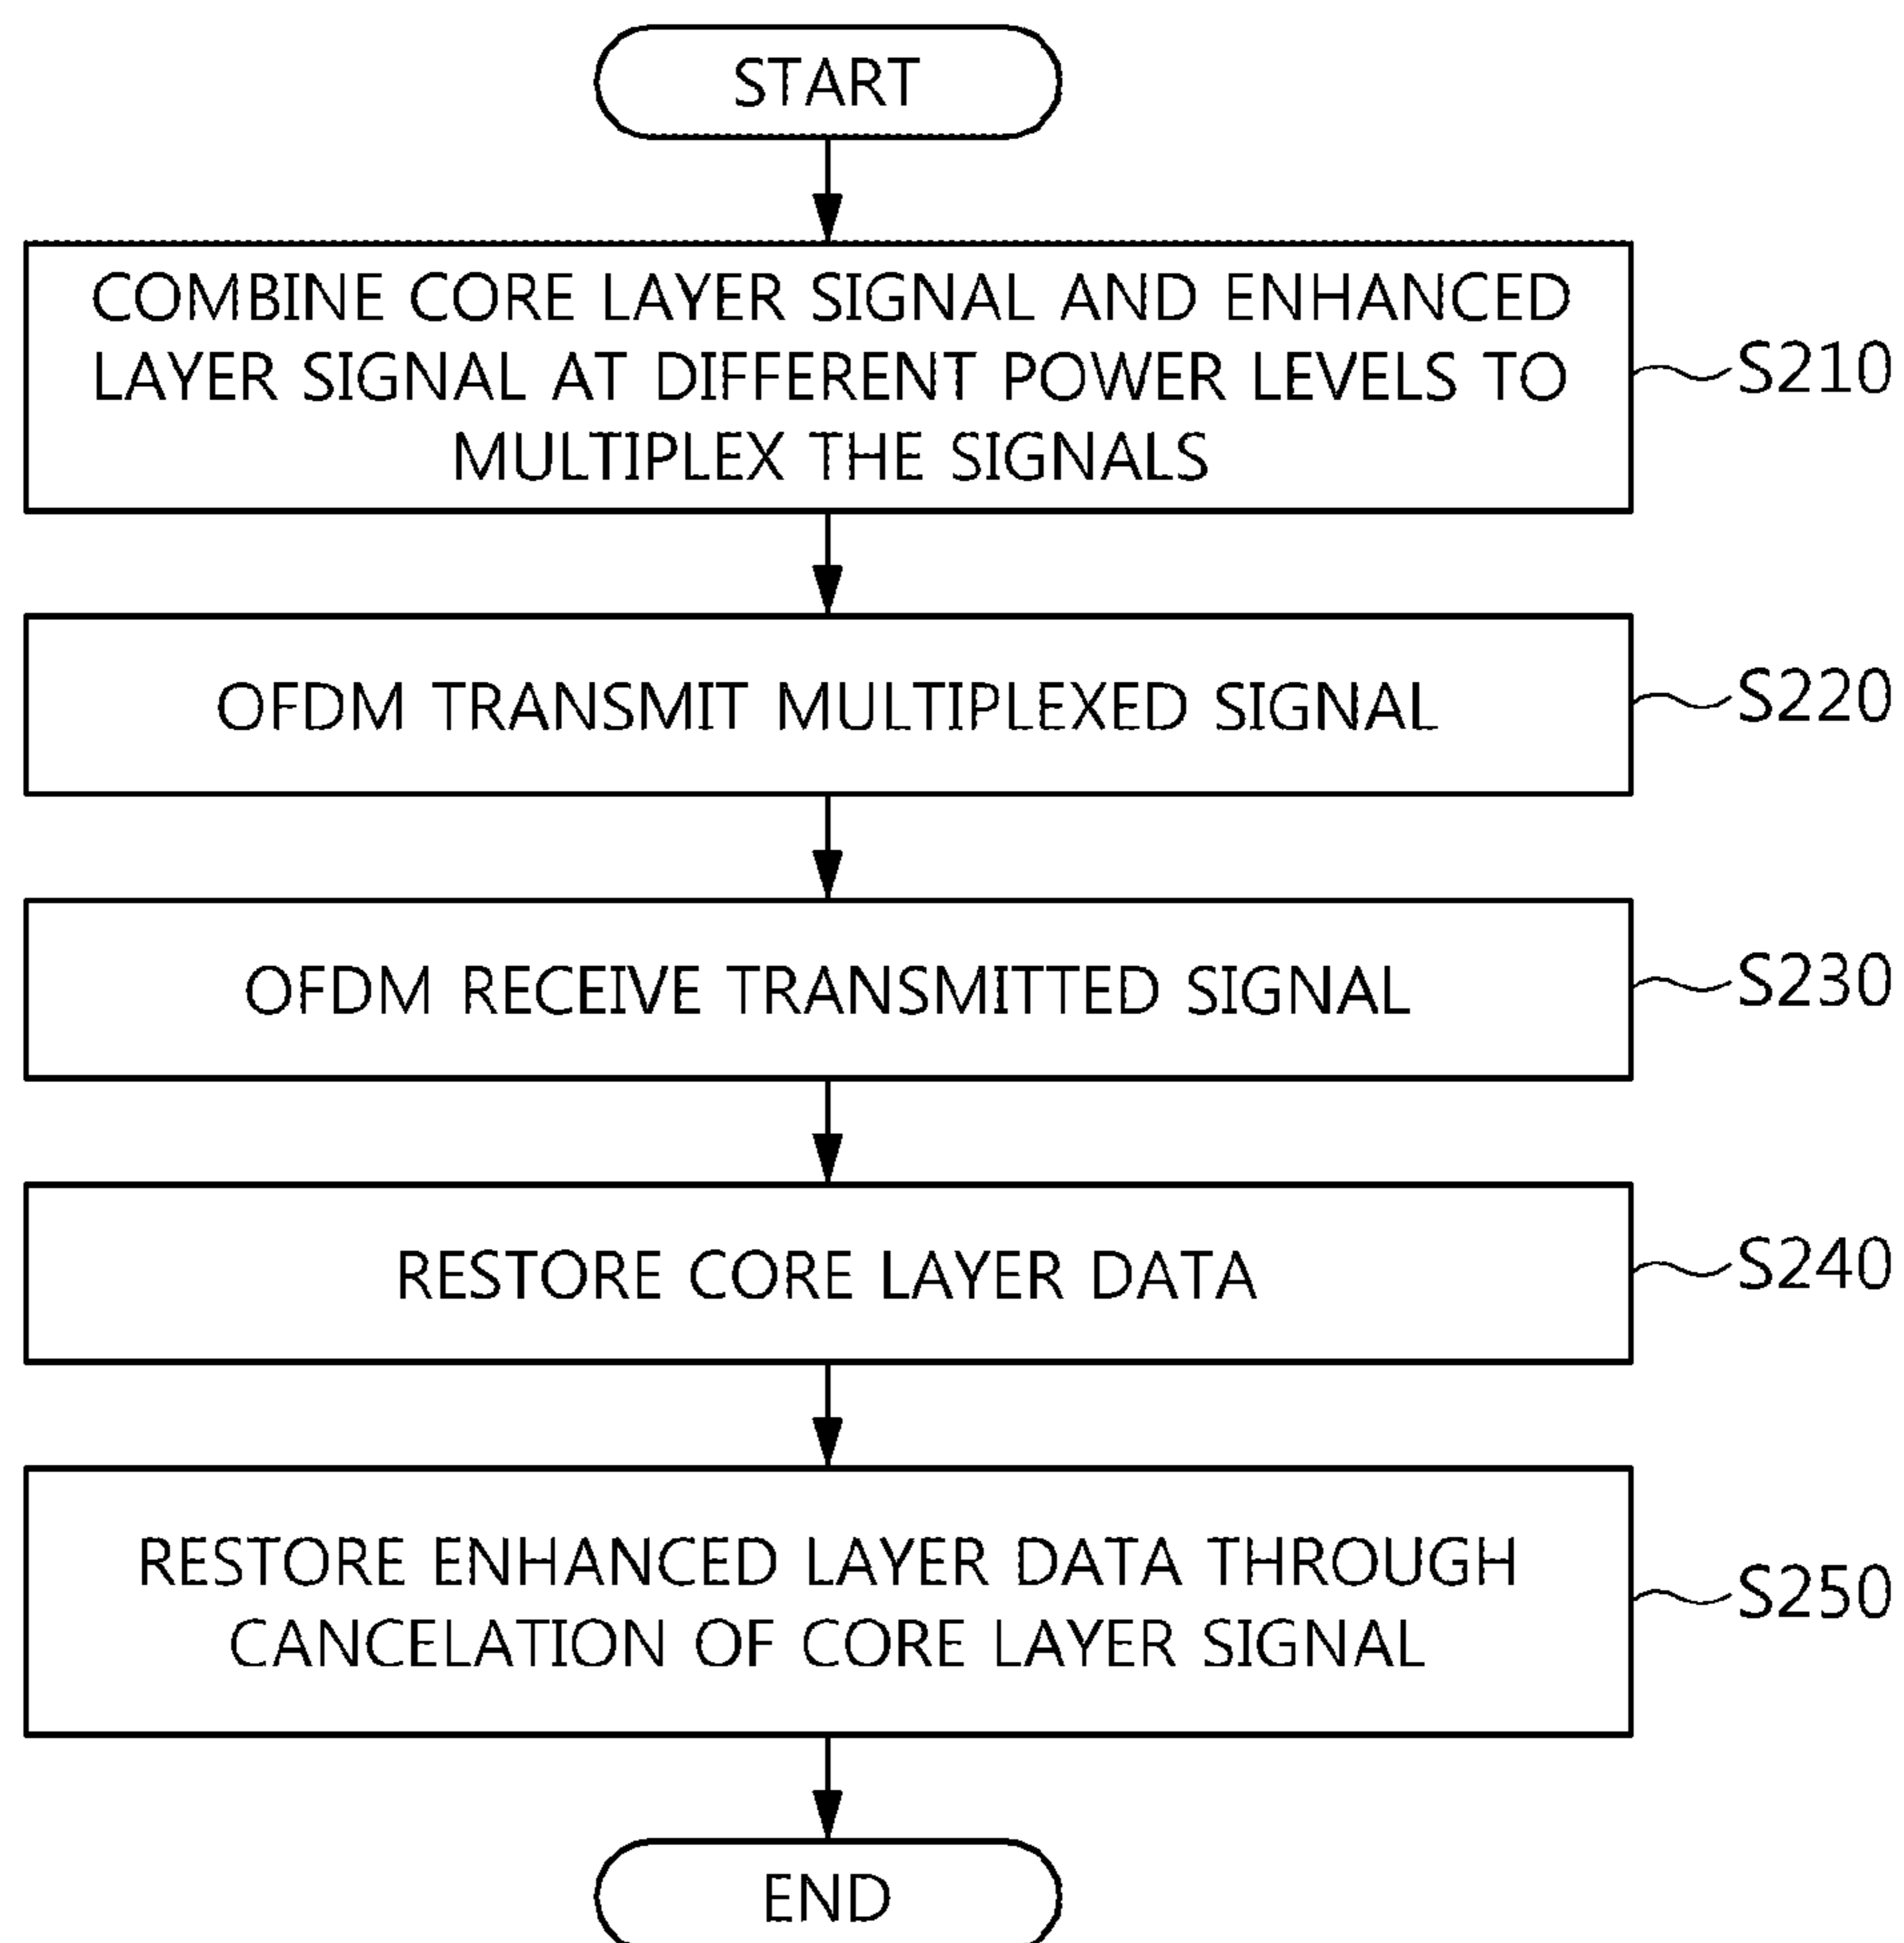 START
COMBINE CORE LAYER SIGNAL AND ENHANCED
LAYER SIGNAL AT DIFFERENT POWER LEVELS TO
MULTIPLEX THE SIGNALS
S210
OFDM TRANSMIT MULTIPLEXED SIGNAL
S220
OFDM RECEIVE TRANSMITTED SIGNAL
S230
RESTORE CORE LAYER DATA
S240
RESTORE ENHANCED LAYER DATA THROUGH
CANCELATION OF CORE LAYER SIGNAL
S250
END